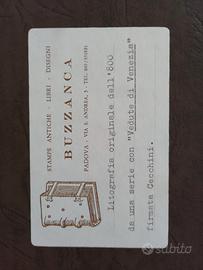 STAMPE ANTICHE - LIBRI - DISEGNI
BUZZANCA
PADOVA - VIA S. ANDREA, 5 - TEL.
Litografia originale dell'800
da una serie con "Vedute di Venezia"
firmata Cecchini.
subito